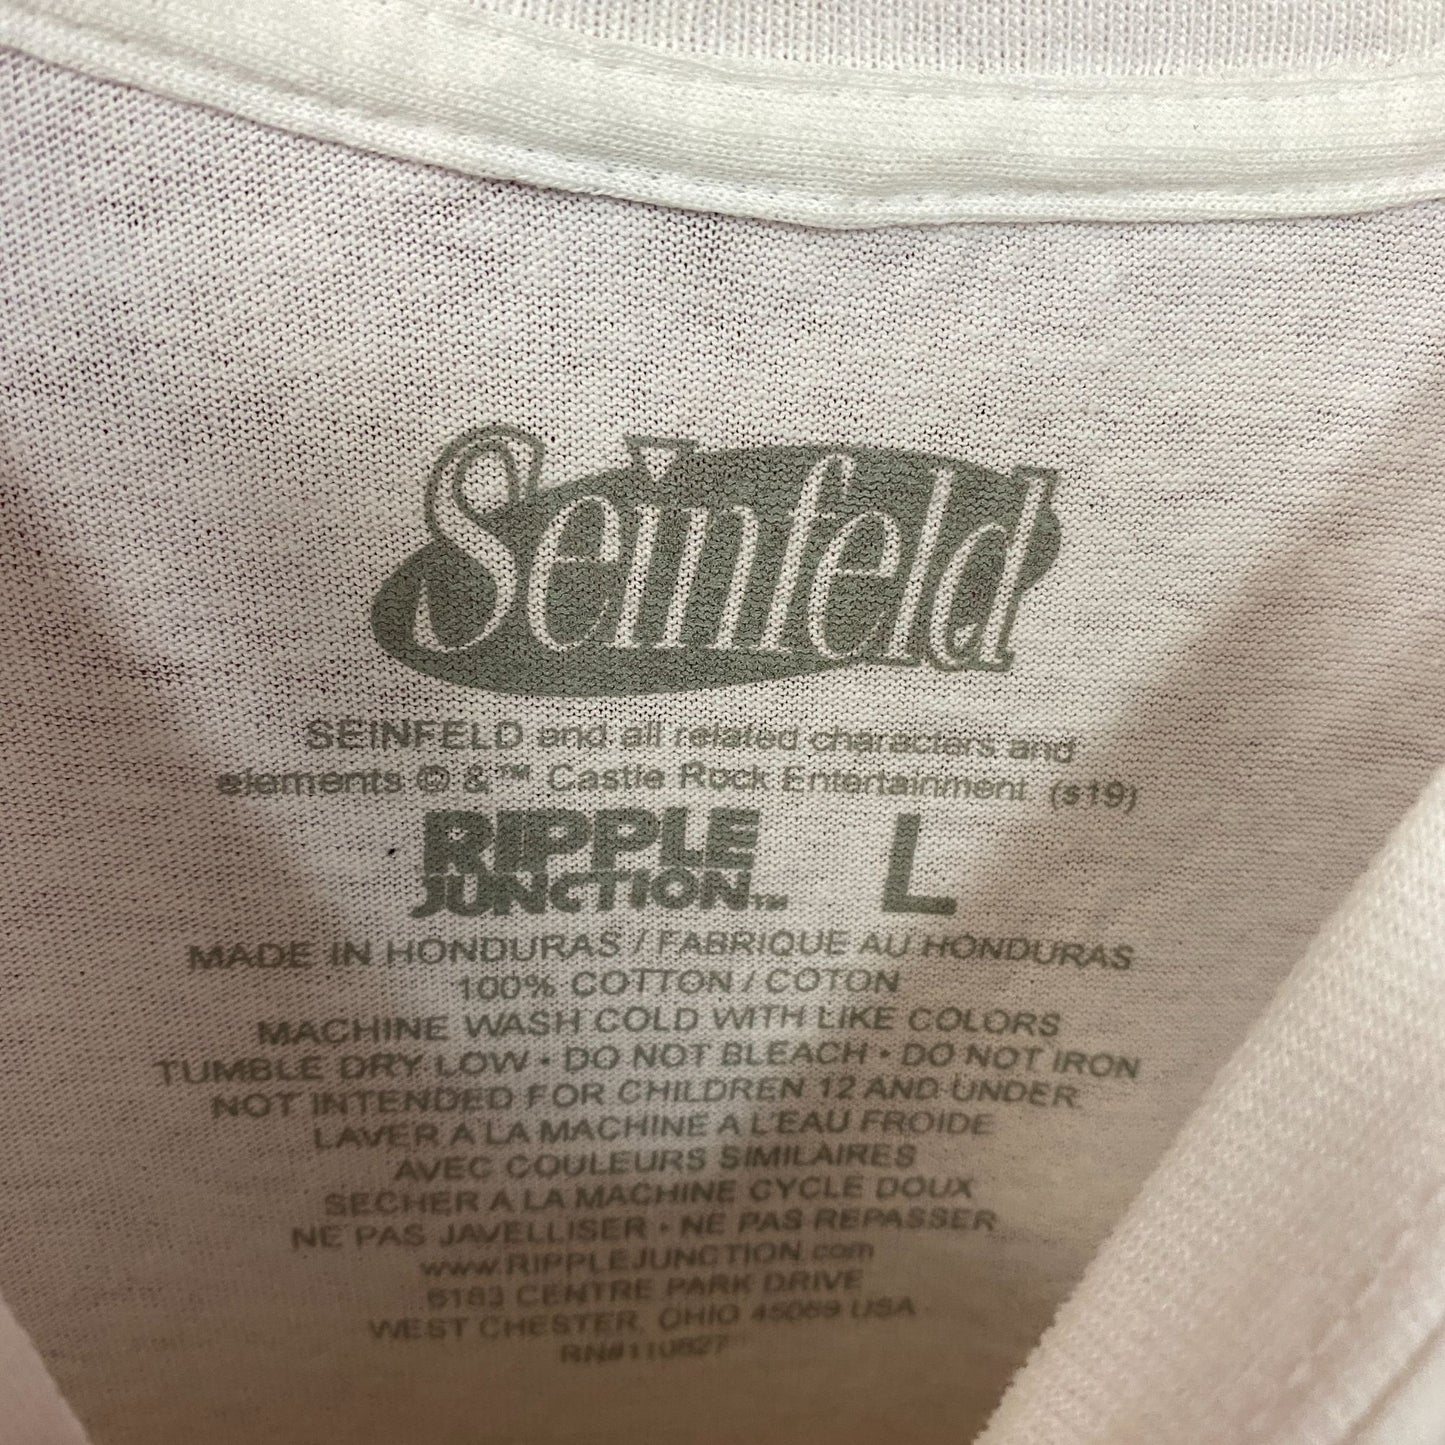 Seinfeld
SEINFELD and all related characters and
elements © & ™ Castle Rock Entertainment. (s19)
RIPPLE
JUNCTION™ L
MADE IN HONDURAS / FABRIQUE AU HONDURAS
100% COTTON / COTON
MACHINE WASH COLD WITH LIKE COLORS
TUMBLE DRY LOW • DO NOT BLEACH • DO NOT IRON
NOT INTENDED FOR CHILDREN 12 AND UNDER
LAVER A LA MACHINE A L'EAU FROIDE
AVEC COULEURS SIMILAIRES
SECHER A LA MACHINE CYCLE DOUX
NE PAS JAVELLISER • NE PAS REPASSER
www.RIPPLEJUNCTION.com
6183 CENTRE PARK DRIVE
WEST CHESTER, OHIO 45069 USA
RN#110827